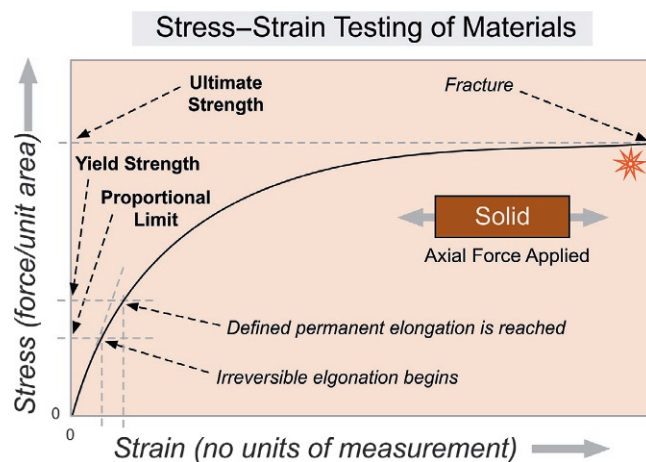 Stress–Strain Testing of Materials
Ultimate
Strength
Fracture
Yield Strength
Proportional
Limit
Solid
Axial Force Applied
Defined permanent elongation is reached
Irreversible elgonation begins
Stress (force/unit area)
0
0
Strain (no units of measurement)